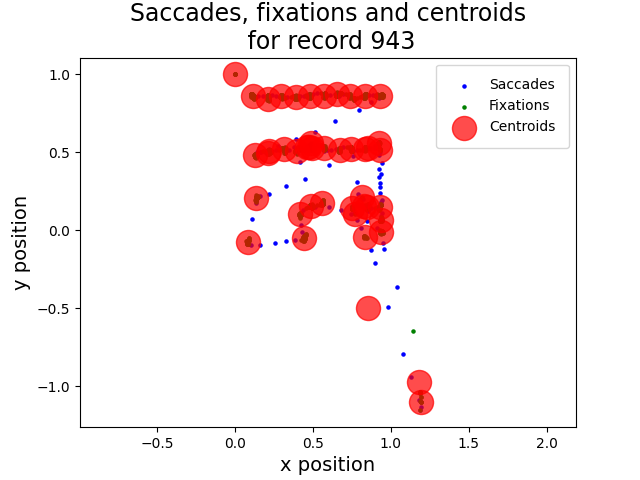 Saccades, fixations and centroids
for record 943
Saccades
Fixations
Centroids
1.0
0.5
0.0
−0.5
−1.0
y position
−0.5
0.0
0.5
1.0
1.5
2.0
x position